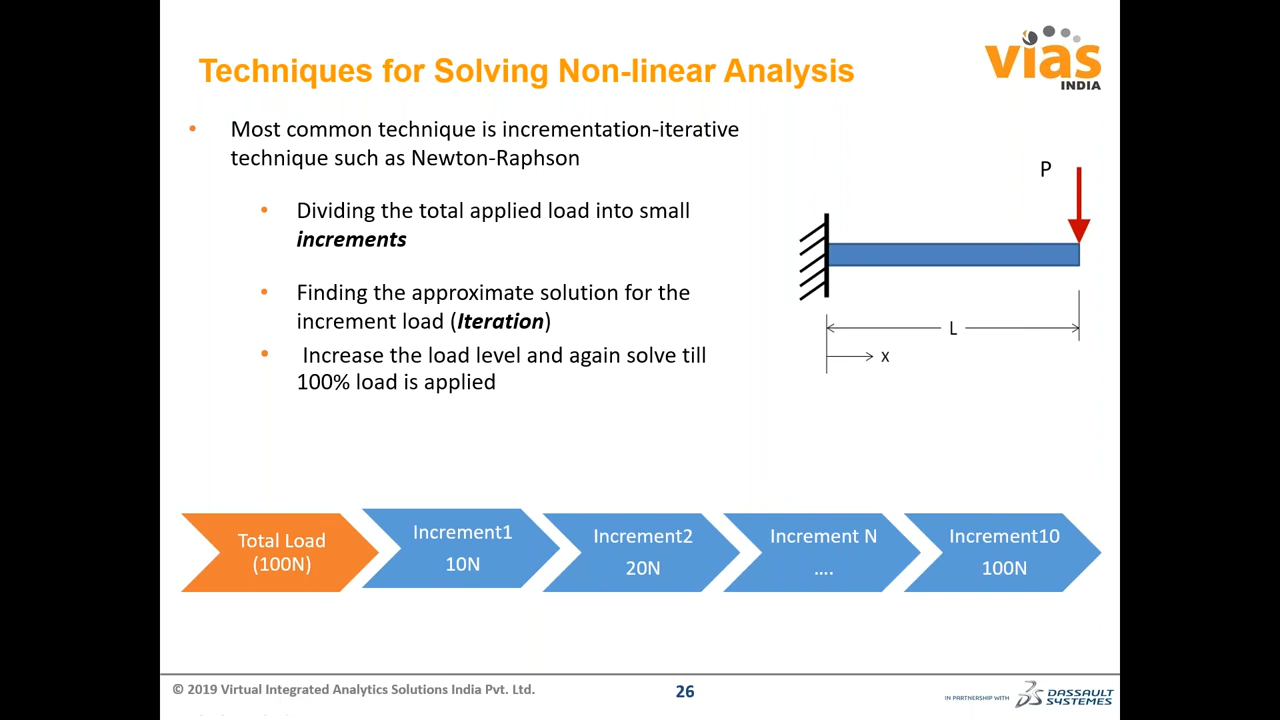 Techniques for Solving Non-linear Analysis
vias
INDIA
• Most common technique is incrementation-iterative
technique such as Newton-Raphson
• Dividing the total applied load into small
increments
• Finding the approximate solution for the
increment load (Iteration)
• Increase the load level and again solve till
100% load is applied
P
L
x
Total Load
(100N)
Increment1
10N
Increment2
20N
Increment N
....
Increment10
100N
© 2019 Virtual Integrated Analytics Solutions India Pvt. Ltd.
26
IN PARTNERSHIP WITH
DASSAULT
SYSTEMES